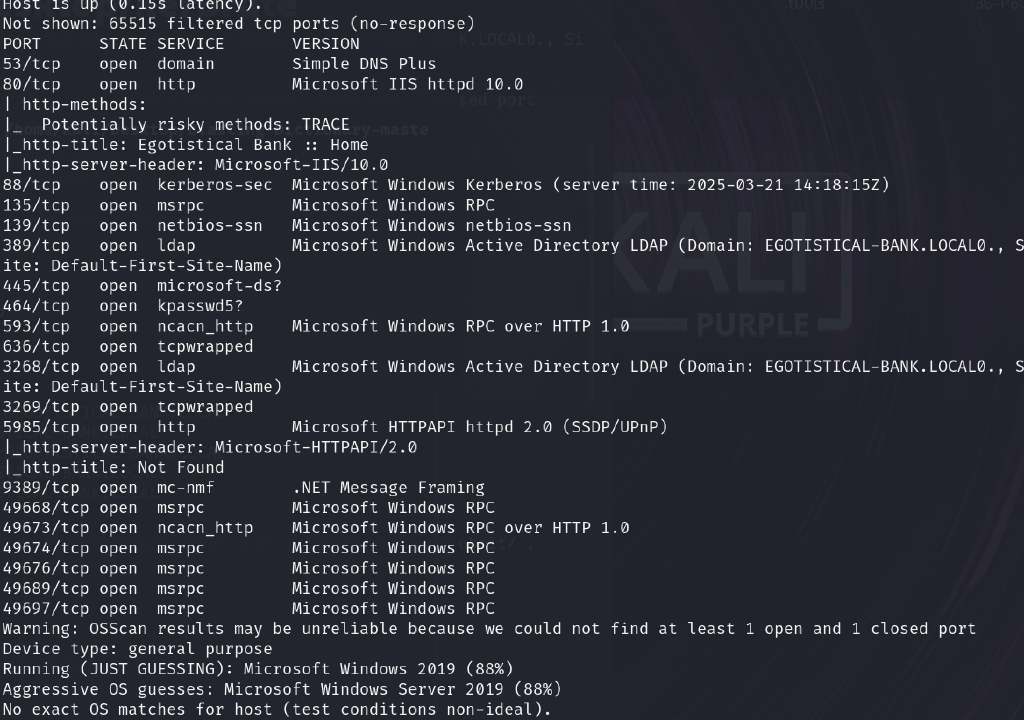 Host is up (0.15s latency).
Not shown: 65515 filtered tcp ports (no-response)
PORT      STATE SERVICE       VERSION
53/tcp    open  domain        Simple DNS Plus
80/tcp    open  http          Microsoft IIS httpd 10.0
| http-methods:
|_  Potentially risky methods: TRACE
|_http-title: Egotistical Bank :: Home
|_http-server-header: Microsoft-IIS/10.0
88/tcp    open  kerberos-sec  Microsoft Windows Kerberos (server time: 2025-03-21 14:18:15Z)
135/tcp   open  msrpc         Microsoft Windows RPC
139/tcp   open  netbios-ssn   Microsoft Windows netbios-ssn
389/tcp   open  ldap          Microsoft Windows Active Directory LDAP (Domain: EGOTISTICAL-BANK.LOCAL0., S
ite: Default-First-Site-Name)
445/tcp   open  microsoft-ds?
464/tcp   open  kpasswd5?
593/tcp   open  ncacn_http    Microsoft Windows RPC over HTTP 1.0
636/tcp   open  tcpwrapped
3268/tcp  open  ldap          Microsoft Windows Active Directory LDAP (Domain: EGOTISTICAL-BANK.LOCAL0., S
ite: Default-First-Site-Name)
3269/tcp  open  tcpwrapped
5985/tcp  open  http          Microsoft HTTPAPI httpd 2.0 (SSDP/UPnP)
|_http-server-header: Microsoft-HTTPAPI/2.0
|_http-title: Not Found
9389/tcp  open  mc-nmf        .NET Message Framing
49668/tcp open  msrpc         Microsoft Windows RPC
49673/tcp open  ncacn_http    Microsoft Windows RPC over HTTP 1.0
49674/tcp open  msrpc         Microsoft Windows RPC
49676/tcp open  msrpc         Microsoft Windows RPC
49689/tcp open  msrpc         Microsoft Windows RPC
49697/tcp open  msrpc         Microsoft Windows RPC
Warning: OSScan results may be unreliable because we could not find at least 1 open and 1 closed port
Device type: general purpose
Running (JUST GUESSING): Microsoft Windows 2019 (88%)
Aggressive OS guesses: Microsoft Windows Server 2019 (88%)
No exact OS matches for host (test conditions non-ideal).
KALI
PURPLE